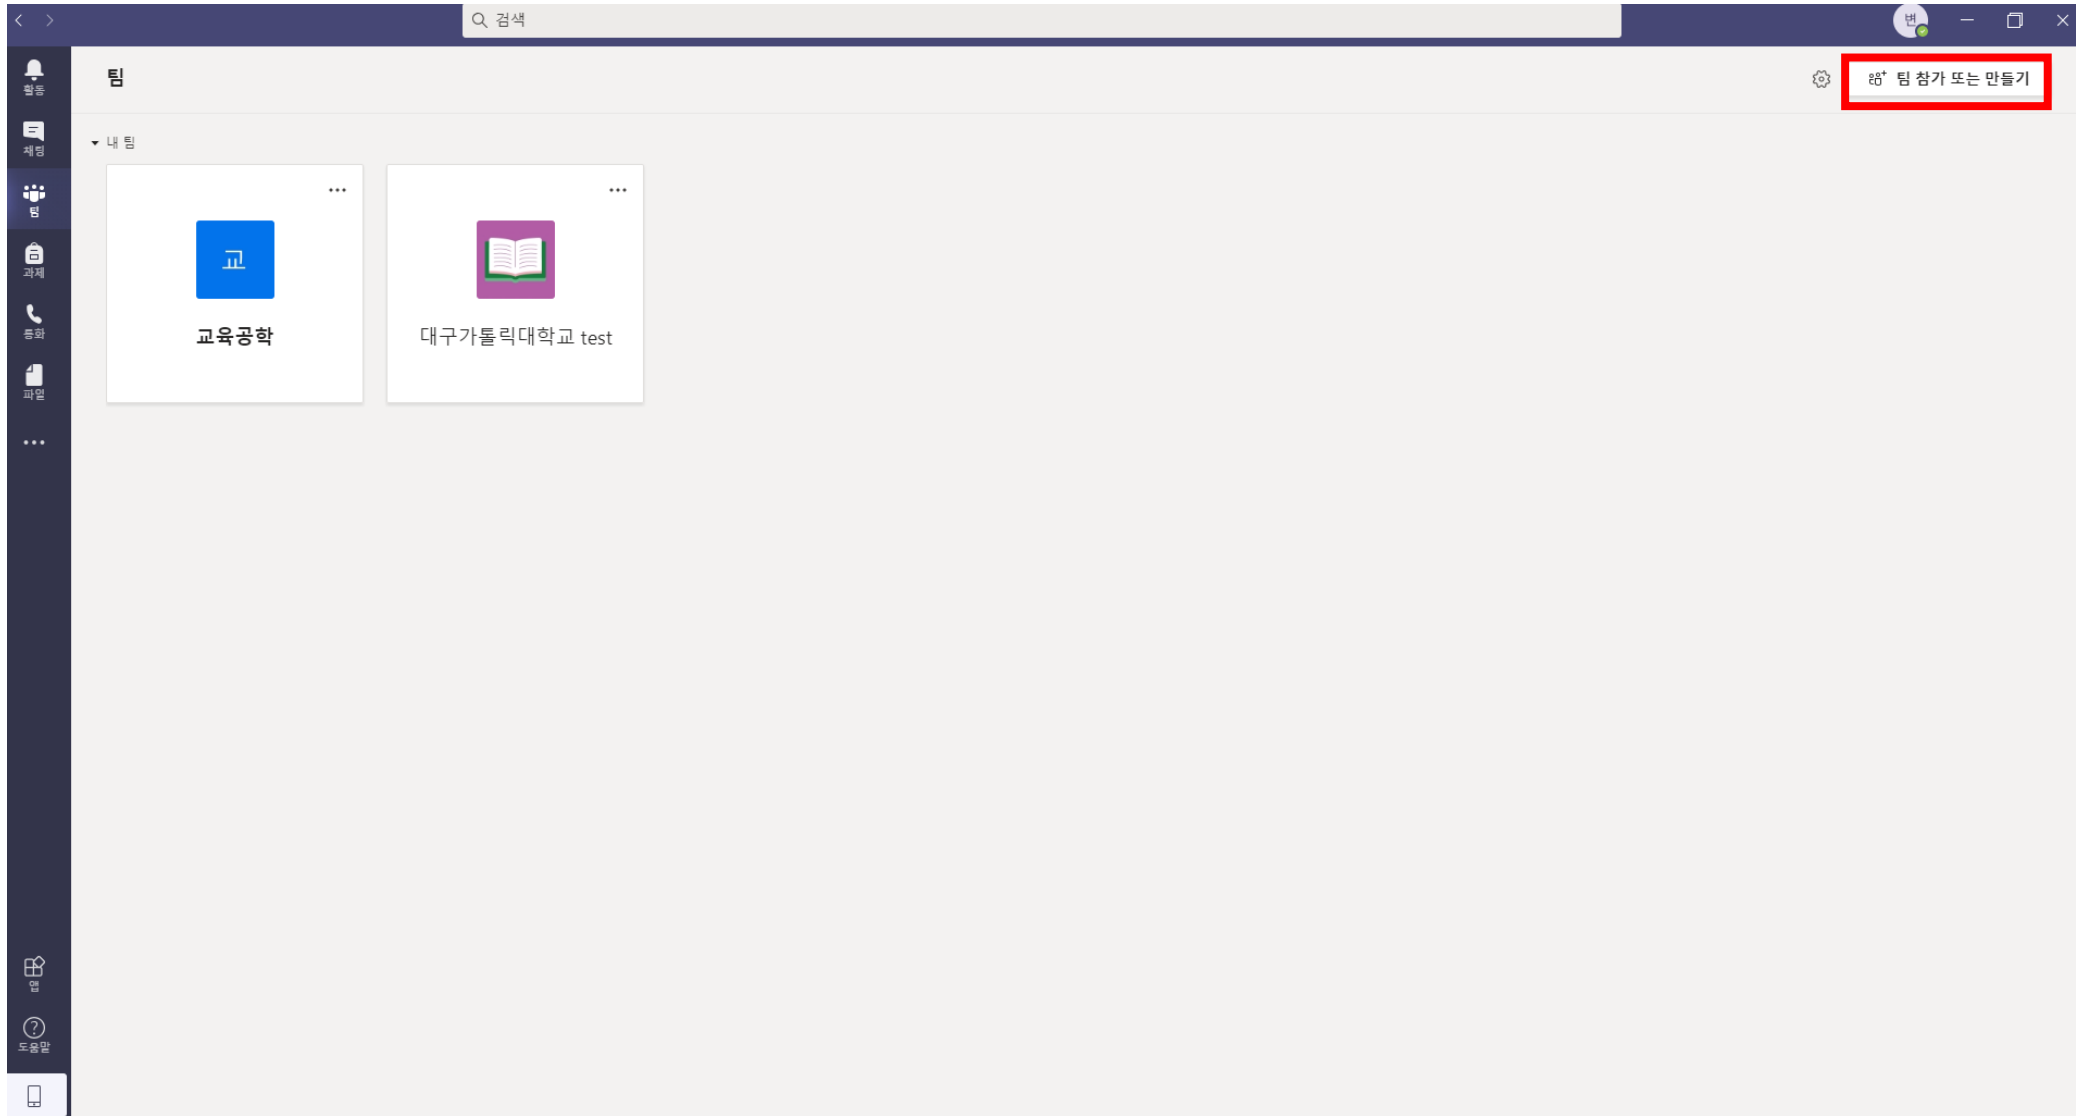 검색
변
활동
팀
팀 참가 또는 만들기
채팅
내 팀
팀
교
과제
교육공학
대구가톨릭대학교 test
통화
파일
앱
도움말